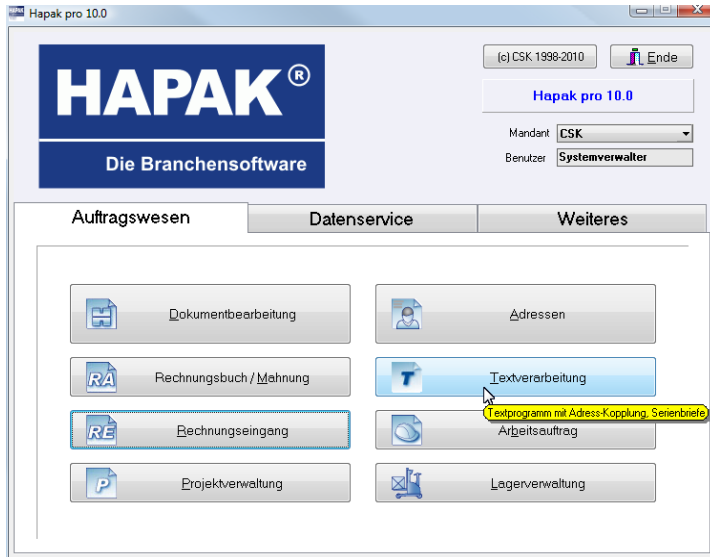 Hapak pro 10.0
HAPAK®
Die Branchensoftware
(c) CSK 1998-2010
Ende
Hapak pro 10.0
Mandant CSK
Benutzer Systemverwalter
Auftragswesen
Datenservice
Weiteres
Dokumentbearbeitung
Adressen
RA Rechnungsbuch / Mahnung
T Textverarbeitung
Textprogramm mit Adress-Kopplung, Serienbriefe
RE Rechnungseingang
Arbeitsauftrag
P Projektverwaltung
Lagerverwaltung